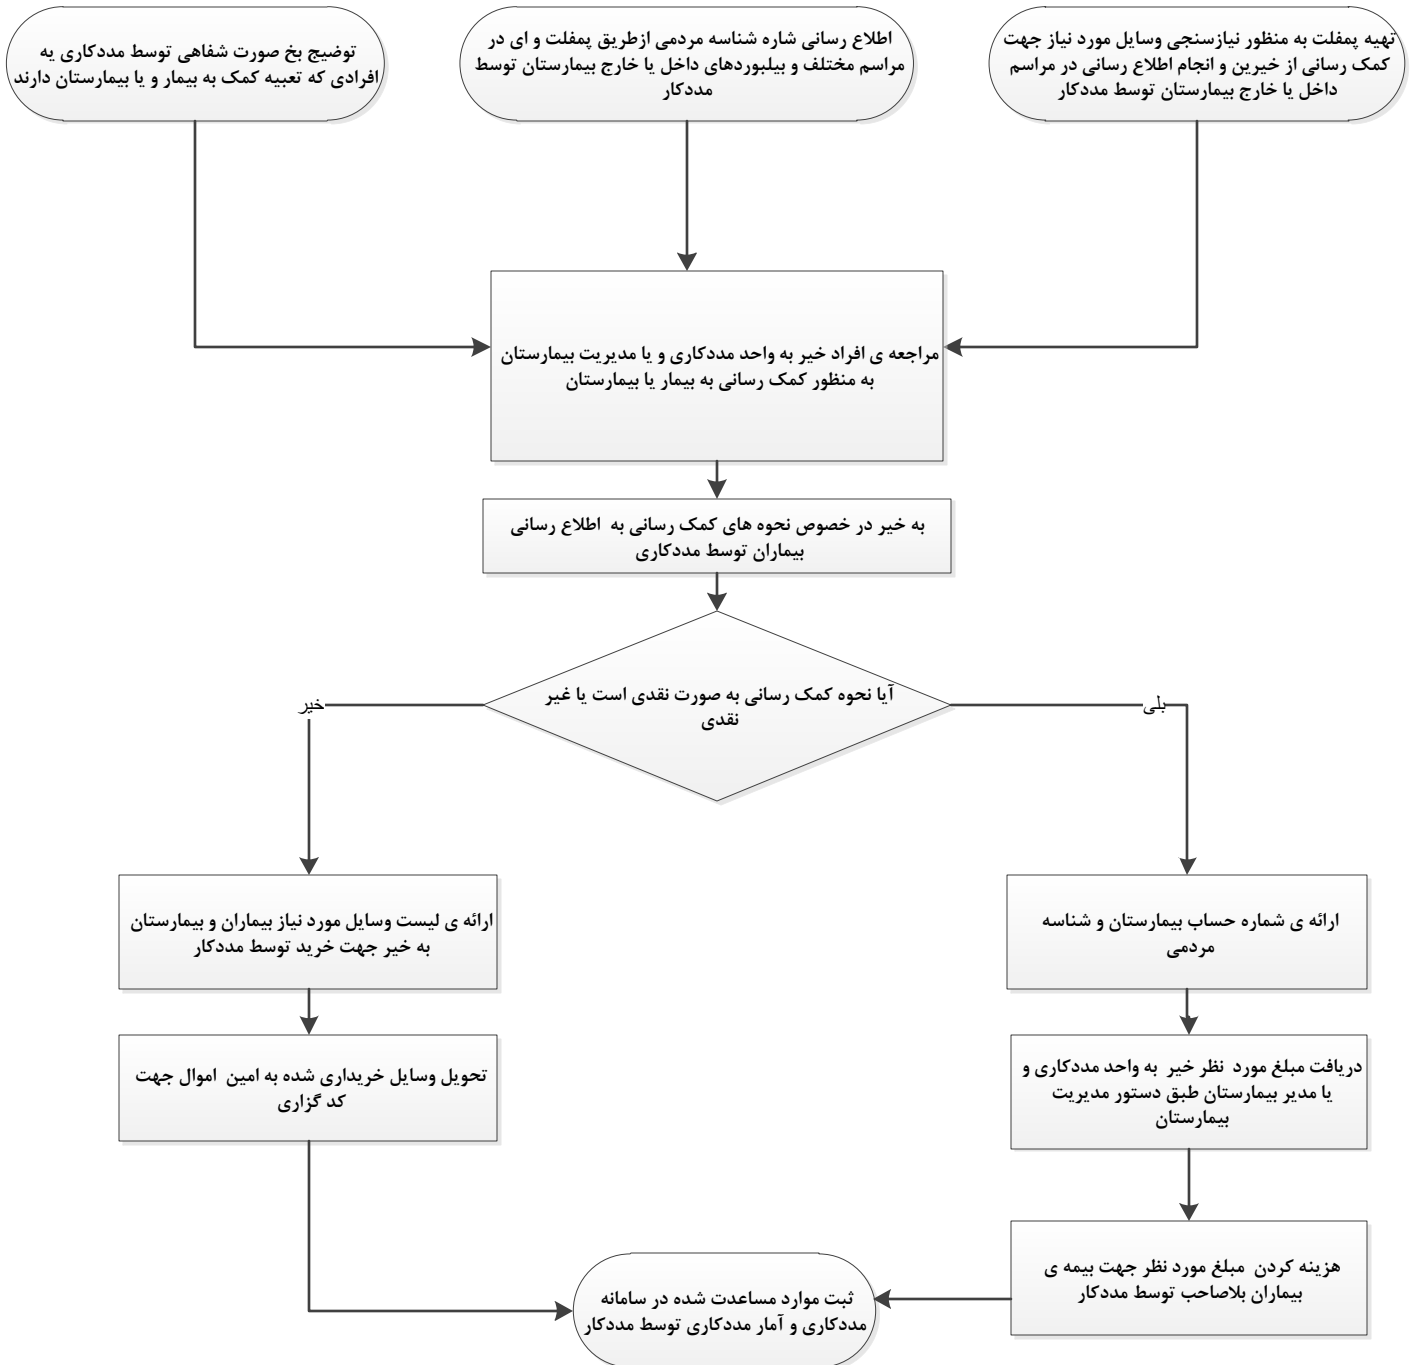 تهیه پمفلت به منظور نیازسنجی وسایل مورد نیاز جهت
کمک رسانی از خیرین و انجام اطلاع رسانی در مراسم
داخل یا خارج بیمارستان توسط مددکار
اطلاع رسانی شاره شناسه مردمی ازطریق پمفلت و ای در
مراسم مختلف و بیلبوردهای داخل یا خارج بیمارستان توسط
مددکار
توضیج بخ صورت شفاهی توسط مددکاری یه
افرادی که تعبیه کمک به بیمار و یا بیمارستان دارند
مراجعه ی افراد خیر به واحد مددکاری و یا مدیریت بیمارستان
به منظور کمک رسانی به بیمار یا بیمارستان
به خیر در خصوص نحوه های کمک رسانی به اطلاع رسانی
بیماران توسط مددکاری
آیا نحوه کمک رسانی به صورت نقدی است یا غیر
نقدی
بلی
خیر
ارائه ی شماره حساب بیمارستان و شناسه
مردمی
ارائه ی لیست وسایل مورد نیاز بیماران و بیمارستان
به خیر جهت خرید توسط مددکار
دریافت مبلغ مورد نظر خیر به واحد مددکاری و
یا مدیر بیمارستان طبق دستور مدیریت
بیمارستان
تحویل وسایل خریداری شده به امین اموال جهت
کد گزاری
هزینه کردن مبلغ مورد نظر جهت بیمه ی
بیماران بلاصاحب توسط مددکار
ثبت موارد مساعدت شده در سامانه
مددکاری و آمار مددکاری توسط مددکار